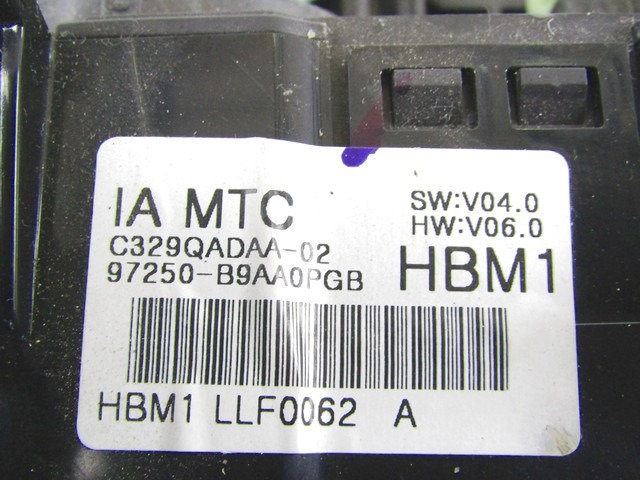 IA MTC
SW:V04.0
HW:V06.0
C329QADAA-02
97250-B9AA0PGB
HBM1
HBM1 LLF0062 A